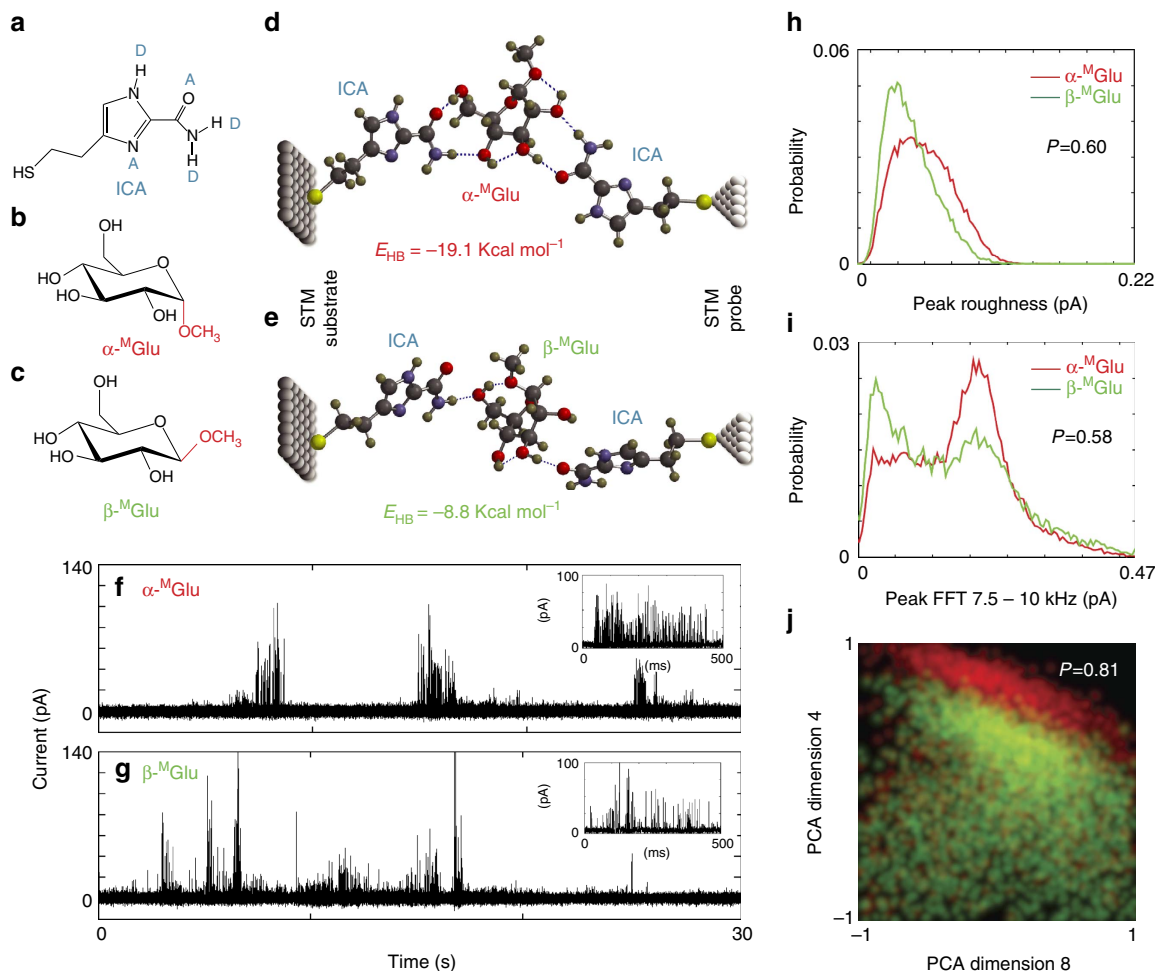 a
D
H
N
A
O
N
H
D
H
D
N
A
HS
ICA
b
OH
HO
HO
O
OH
OCH3
α-MGlu
c
OH
HO
HO
O
OCH3
OH
β-MGlu
d
ICA
α-MGlu
ICA
EHB = −19.1 Kcal mol−1
STM
substrate
STM
probe
e
ICA
β-MGlu
ICA
EHB = −8.8 Kcal mol−1
f
α-MGlu
140
0
100
(pA)
0
0
(ms)
500
Current (pA)
g
β-MGlu
140
0
100
(pA)
0
0
(ms)
500
0
30
Time (s)
h
0.06
Probability
0
α-MGlu
β-MGlu
P=0.60
0
0.22
Peak roughness (pA)
i
0.03
Probability
0
α-MGlu
β-MGlu
P=0.58
0
0.47
Peak FFT 7.5 – 10 kHz (pA)
j
1
P=0.81
PCA dimension 4
−1
−1
1
PCA dimension 8